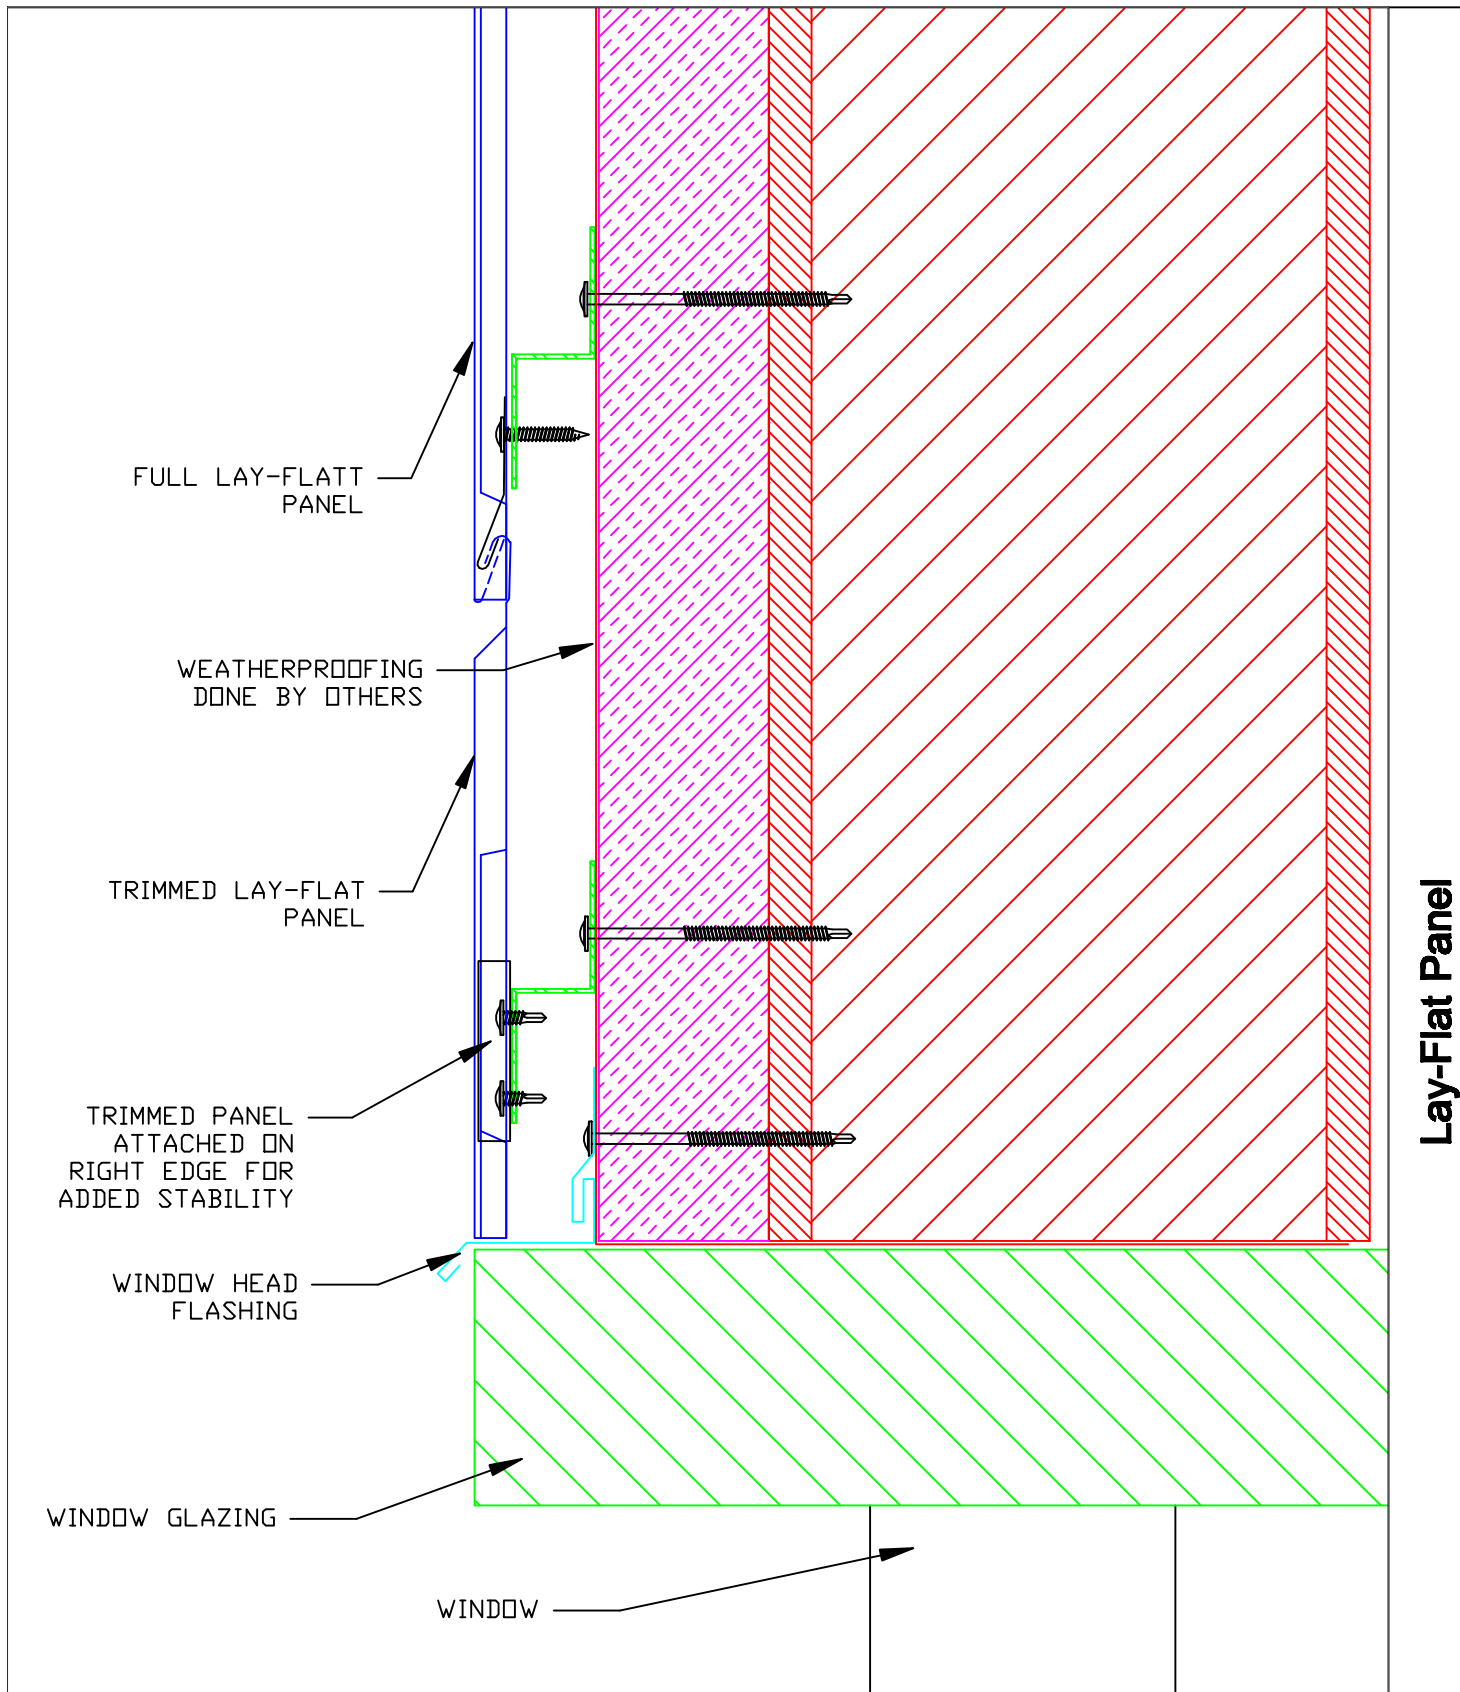 FULL LAY-FLATT
PANEL
WEATHERPROOFING
DONE BY OTHERS
TRIMMED LAY-FLAT
PANEL
TRIMMED PANEL
ATTACHED ON
RIGHT EDGE FOR
ADDED STABILITY
WINDOW HEAD
FLASHING
WINDOW GLAZING
WINDOW
Lay-Flat Panel